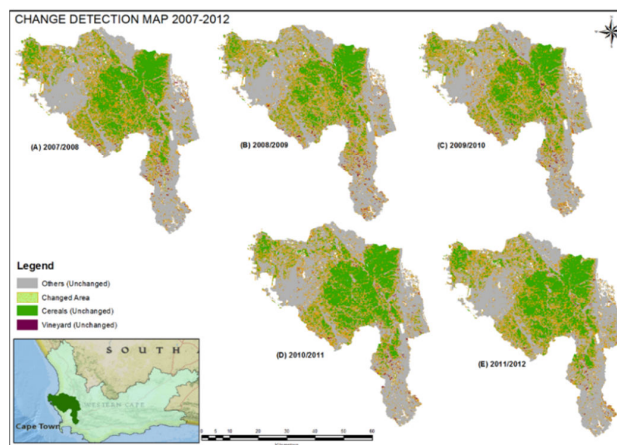 CHANGE DETECTION MAP 2007-2012
(A) 2007/2008
(B) 2008/2009
(C) 2009/2010
Legend
Others (Unchanged)
Changed Area
Cereals (Unchanged)
Vineyard (Unchanged)
(D) 2010/2011
(E) 2011/2012
SOUTH A
WESTERN CAPE
Cape Town